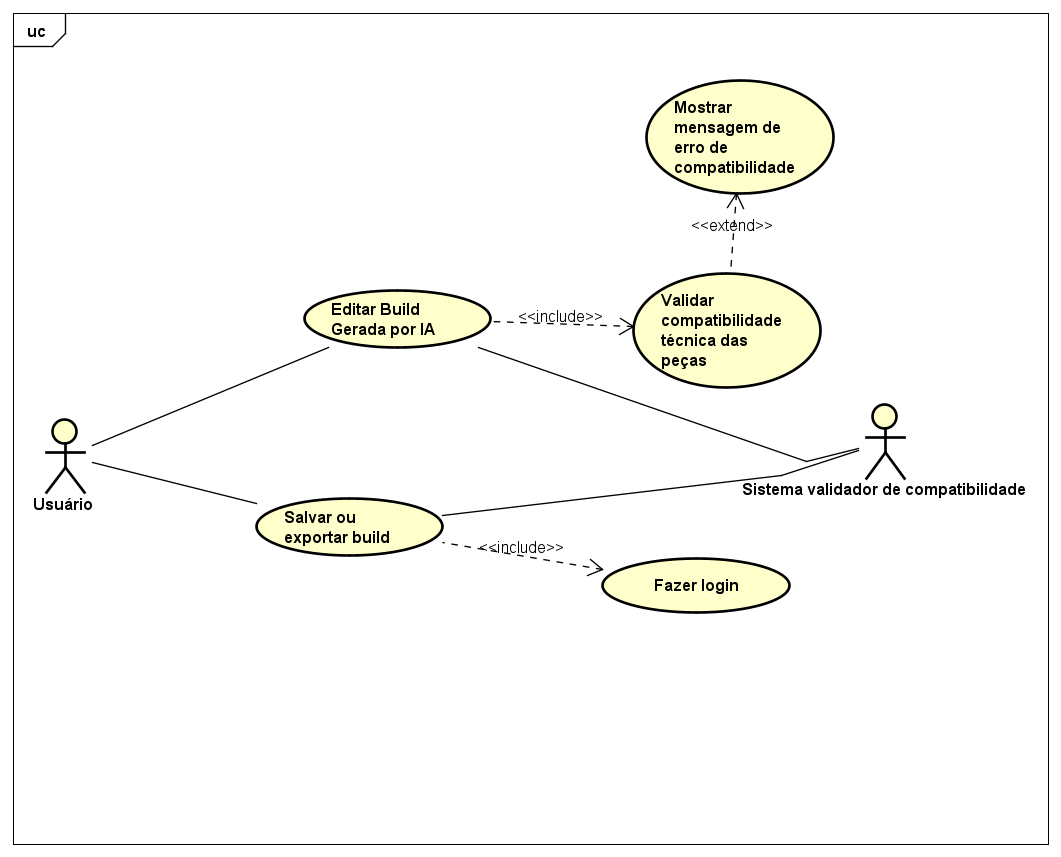 uc
Mostrar
mensagem de
erro de
compatibilidade
<<extend>>
Validar
compatibilidade
técnica das
peças
Editar Build
Gerada por IA
<<include>>
Usuário
Sistema validador de compatibilidade
Salvar ou
exportar build
<<include>>
Fazer login